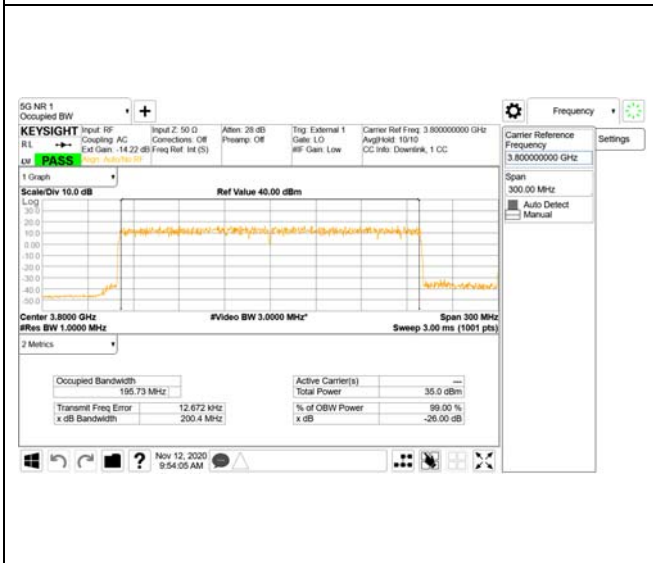 5G NR 1
Occupied BW
+
Frequency
KEYSIGHT Input: RF Input Z: 50 Ω Atten: 28 dB Trig: External 1 Carrier Ref Freq: 3.800000000 GHz
RL Coupling: AC Corrections: Off Preamp: Off Gate: LO Avg|Hold: 10/10
Ext Gain: -14.22 dB Freq Ref: Int (S) #IF Gain: Low CC Info: Downlink, 1 CC
PASS Align: Auto/No RF
Carrier Reference
Frequency
3.800000000 GHz
Settings
Span
300.00 MHz
Auto Detect
Manual
1 Graph
Scale/Div 10.0 dB Ref Value 40.00 dBm
Log
30.0
20.0
10.0
0.00
-10.0
-20.0
-30.0
-40.0
-50.0
Center 3.8000 GHz #Video BW 3.0000 MHz* Span 300 MHz
#Res BW 1.0000 MHz Sweep 3.00 ms (1001 pts)
2 Metrics
Occupied Bandwidth
195.73 MHz
Transmit Freq Error 12.672 kHz
x dB Bandwidth 200.4 MHz
Active Carrier(s) ---
Total Power 35.0 dBm
% of OBW Power 99.00 %
x dB -26.00 dB
? Nov 12, 2020
9:54:05 AM